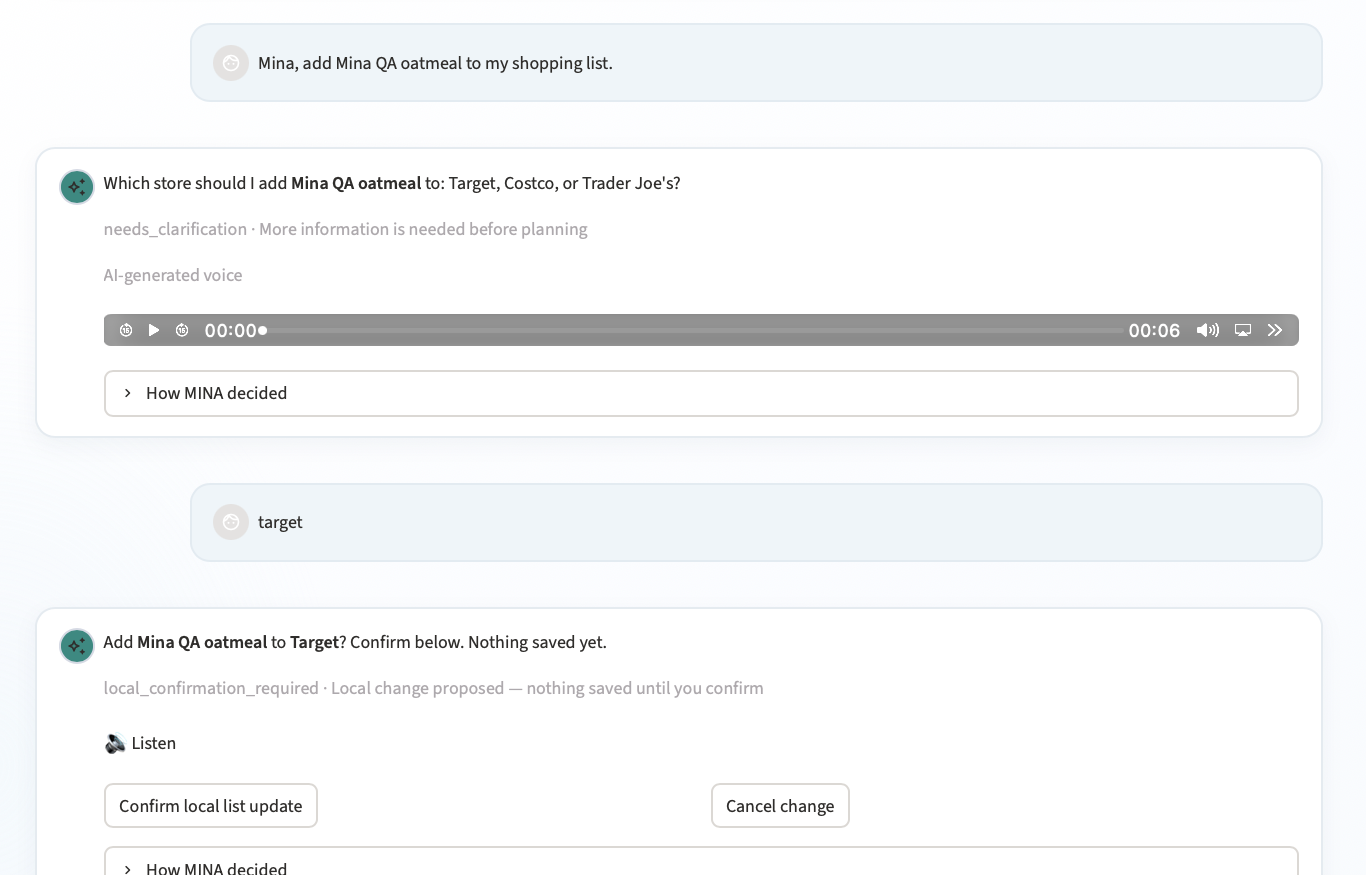 Mina, add Mina QA oatmeal to my shopping list.
Which store should I add Mina QA oatmeal to: Target, Costco, or Trader Joe's?
needs_clarification · More information is needed before planning
AI-generated voice
00:00 00:06
How MINA decided
target
Add Mina QA oatmeal to Target? Confirm below. Nothing saved yet.
local_confirmation_required · Local change proposed — nothing saved until you confirm
Listen
Confirm local list update
Cancel change
How MINA decided